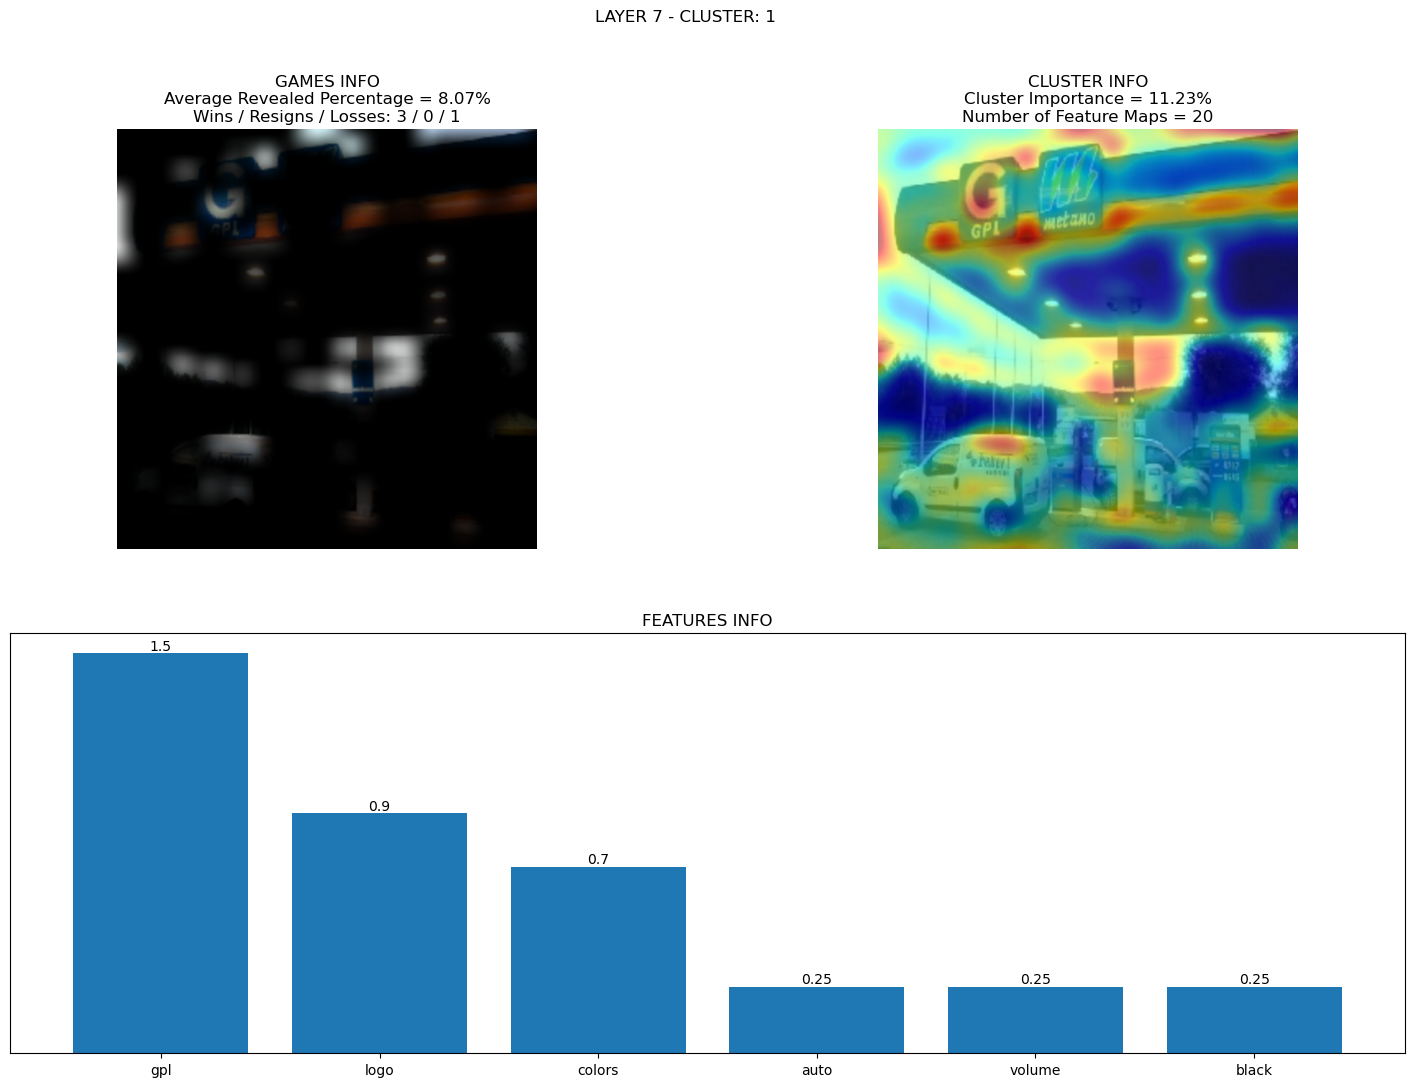 LAYER 7 - CLUSTER: 1
GAMES INFO
Average Revealed Percentage = 8.07%
Wins / Resigns / Losses: 3 / 0 / 1
G
GPL
CLUSTER INFO
Cluster Importance = 11.23%
Number of Feature Maps = 20
G
GPL
metano
FEATURES INFO
1.5
0.9
0.7
0.25
0.25
0.25
gpl
logo
colors
auto
volume
black